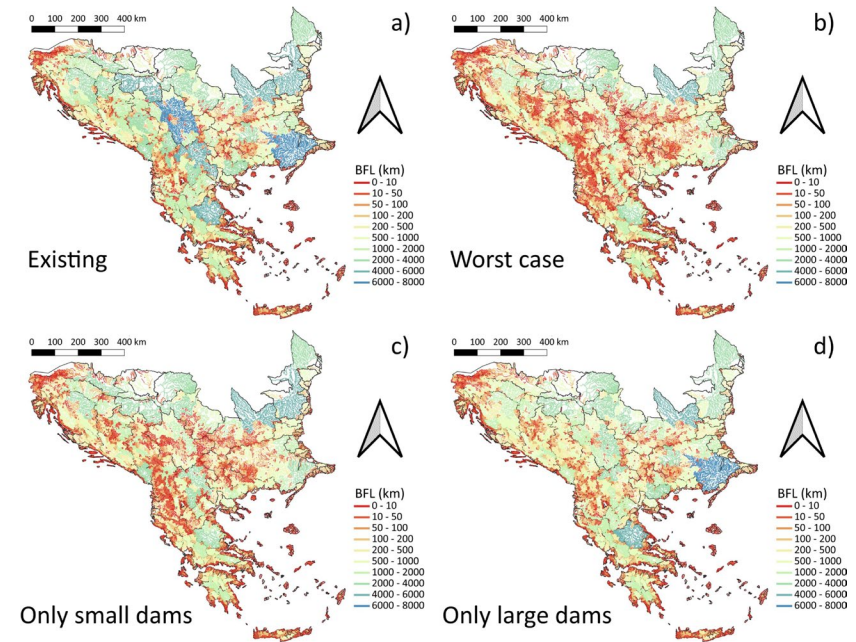 0 100 200 300 400 km
a)
BFL (km)
0 - 10
10 - 50
50 - 100
100 - 200
200 - 500
500 - 1000
1000 - 2000
2000 - 4000
4000 - 6000
6000 - 8000
Existing
0 100 200 300 400 km
b)
BFL (km)
0 - 10
10 - 50
50 - 100
100 - 200
200 - 500
500 - 1000
1000 - 2000
2000 - 4000
4000 - 6000
6000 - 8000
Worst case
0 100 200 300 400 km
c)
BFL (km)
0 - 10
10 - 50
50 - 100
100 - 200
200 - 500
500 - 1000
1000 - 2000
2000 - 4000
4000 - 6000
6000 - 8000
Only small dams
0 100 200 300 400 km
d)
BFL (km)
0 - 10
10 - 50
50 - 100
100 - 200
200 - 500
500 - 1000
1000 - 2000
2000 - 4000
4000 - 6000
6000 - 8000
Only large dams